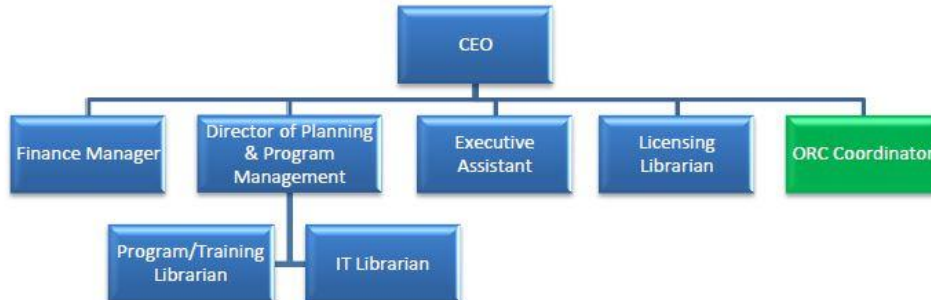 CEO
Finance Manager
Director of Planning
& Program
Management
Executive
Assistant
Licensing
Librarian
ORC Coordinator
Program/Training
Librarian
IT Librarian